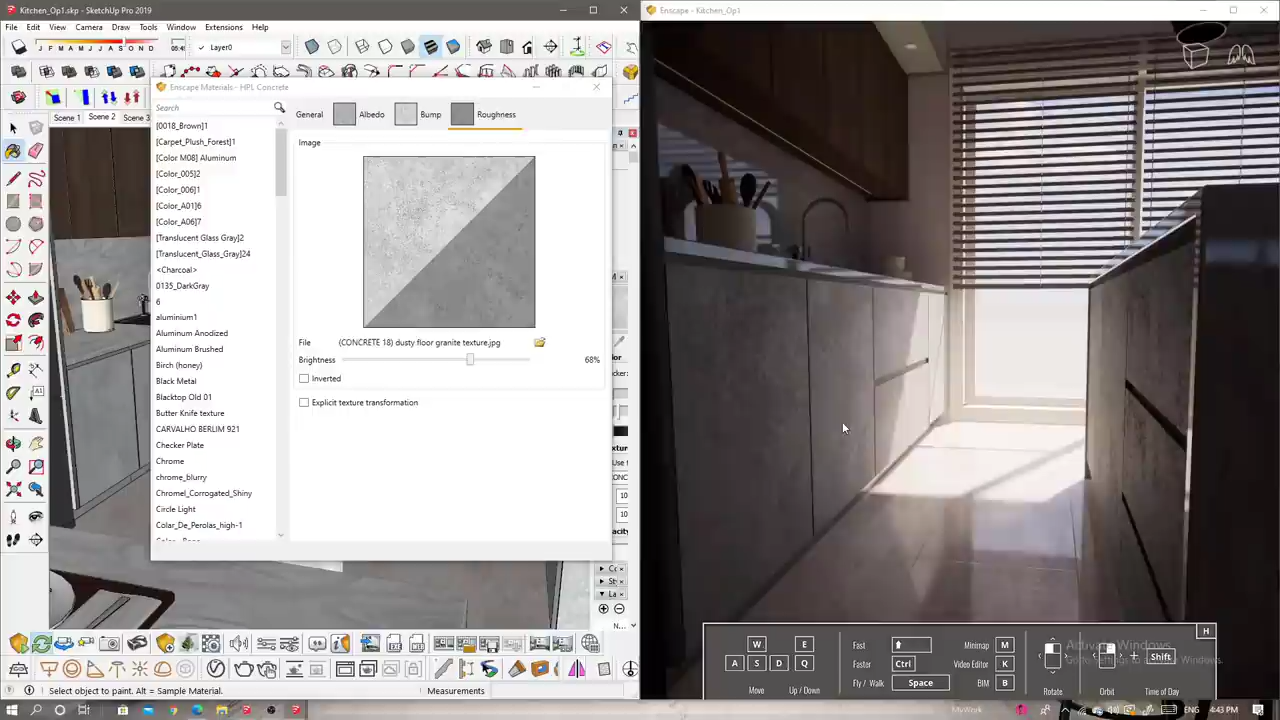 Kitchen_Op1.skp - SketchUp Pro 2019
Enscape - Kitchen_Op1
File Edit View Camera Draw Tools Window Extensions Help
J F M A M J J A S O N D
Layer0
Enscape Materials - HPL Concrete
Search
General Albedo Bump Roughness
Scene 1 Scene 2 Scene 3
[0018_Brown]1
[Carpet_Plush_Forest]1
[Color M08] Aluminum
[Color_005]2
[Color_006]1
[Color_A01]6
[Color_A06]7
[Translucent Glass Gray]2
[Translucent_Glass_Gray]24
<Charcoal>
0135_DarkGray
6
aluminium1
Aluminum Anodized
Aluminum Brushed
Birch (honey)
Black Metal
Blacktop Old 01
Butter Knife texture
CARVALHO BERLIM 921
Checker Plate
Chrome
chrome_blurry
Chromel_Corrogated_Shiny
Circle Light
Colar_De_Perolas_high-1
Image
File (CONCRETE 18) dusty floor granite texture.jpg
Brightness 68%
Inverted
Explicit texture transformation
W E
A S D Q
Move Up / Down
Fast
Faster Ctrl
Fly / Walk Space
Minimap M
Video Editor K
BIM B
H
Rotate
Orbit
Shift
Time of Day
Activate Windows
Select object to paint. Alt = Sample Material.
Measurements
MyWork
ENG 4:43 PM